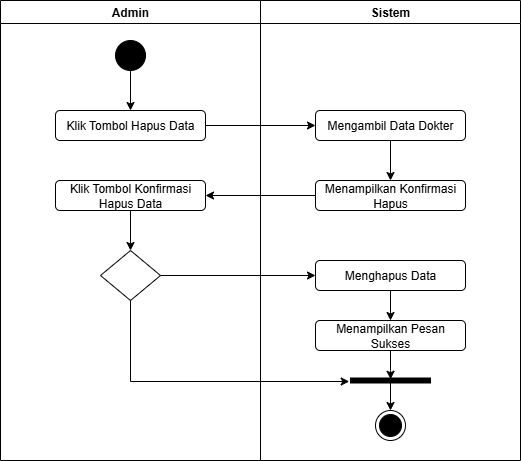 Admin
Sistem
Klik Tombol Hapus Data
Mengambil Data Dokter
Klik Tombol Konfirmasi
Hapus Data
Menampilkan Konfirmasi
Hapus
Menghapus Data
Menampilkan Pesan
Sukses